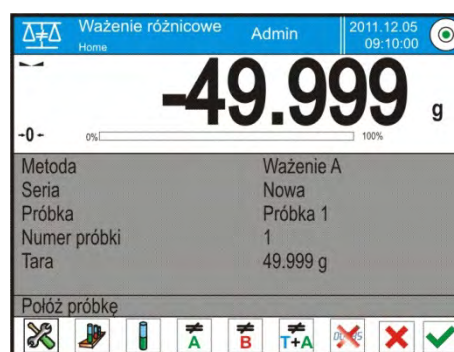 Ważenie różnicowe
Home
Admin
2011.12.05
09:10:00
-49.999 g
-0-
0% 100%
Metoda Ważenie A
Seria Nowa
Próbka Próbka 1
Numer próbki 1
Tara 49.999 g
Połóż próbkę
A B T+A